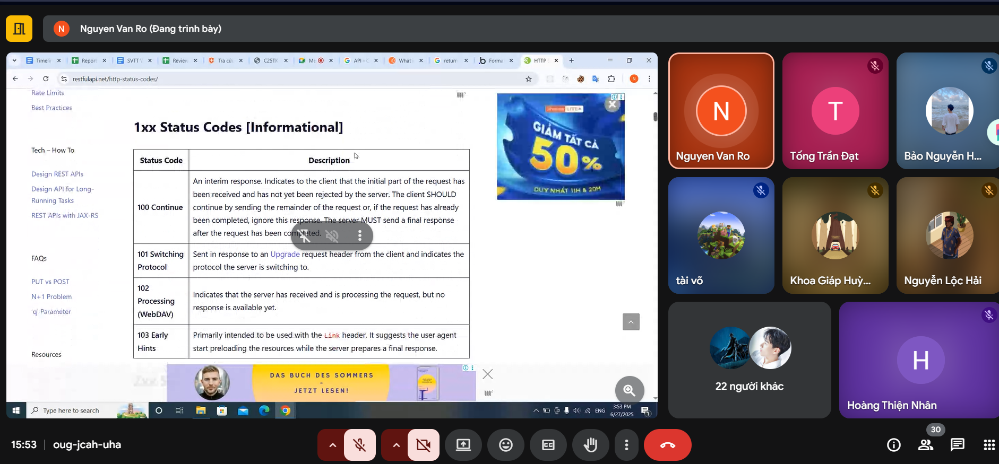 N
Nguyen Van Ro (Đang trình bày)
Timeli
Report
SVTT
Review
Tra cứu
C25TK
Me
API - G
What i
return
Forma
HTTP S
restfulapi.net/http-status-codes/
N
Rate Limits
Best Practices
Tech – How To
Design REST APIs
Design API for Long-
Running Tasks
REST APIs with JAX-RS
FAQs
PUT vs POST
N+1 Problem
'q' Parameter
Resources
1xx Status Codes [Informational]
Status Code
Description
100 Continue
An interim response. Indicates to the client that the initial part of the request has
been received and has not yet been rejected by the server. The client SHOULD
continue by sending the remainder of the request or, if the request has already
been completed, ignore this response. The server MUST send a final response
after the request has been completed.
101 Switching
Protocol
Sent in response to an Upgrade request header from the client and indicates the
protocol the server is switching to.
102
Processing
(WebDAV)
Indicates that the server has received and is processing the request, but no
response is available yet.
103 Early
Hints
Primarily intended to be used with the Link header. It suggests the user agent
start preloading the resources while the server prepares a final response.
LIVE
GIẢM TẤT CẢ
50%
DUY NHẤT 11H & 20H
DAS BUCH DES SOMMERS
-
JETZT LESEN!
Type here to search
ENG
3:53 PM
6/27/2025
1
N
Nguyen Van Ro
T
Tống Trần Đạt
Bảo Nguyễn H...
tài võ
Khoa Giáp Huỳ...
Nguyễn Lộc Hải
22 người khác
H
Hoàng Thiện Nhân
15:53
oug-jcah-uha
CC
30